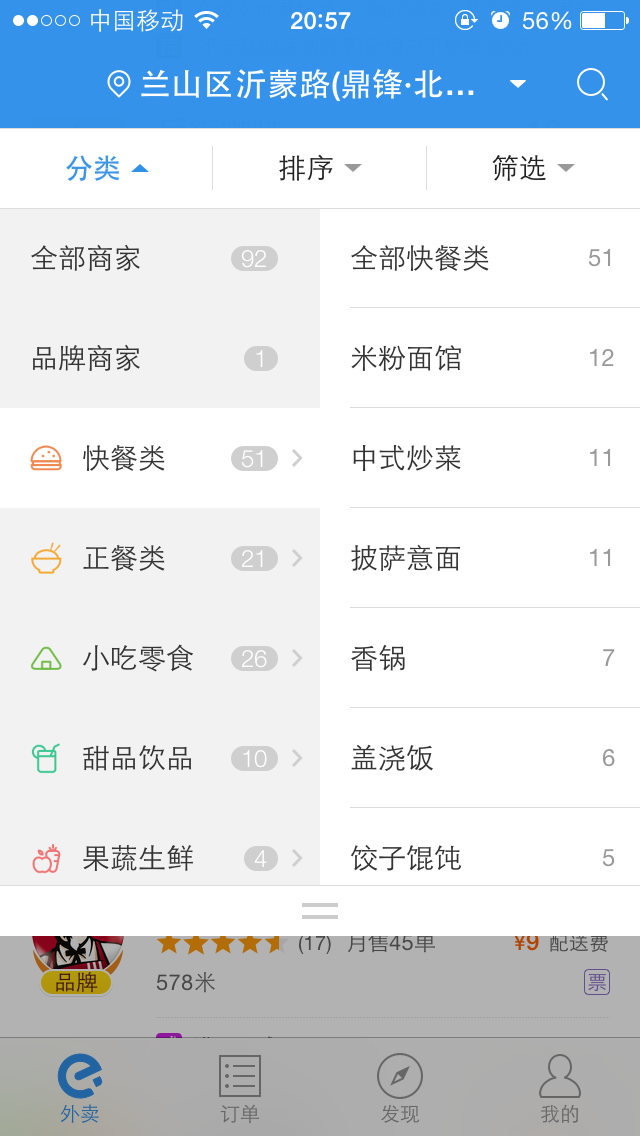 中国移动 20:57 56%
兰山区沂蒙路(鼎锋·北...
分类 排序 筛选
全部商家 92
品牌商家 1
快餐类 51
正餐类 21
小吃零食 26
甜品饮品 10
果蔬生鲜 4
全部快餐类 51
米粉面馆 12
中式炒菜 11
披萨意面 11
香锅 7
盖浇饭 6
饺子馄饨 5
(17) 月售45单 ¥9 配送费
品牌 578米 票
外卖 订单 发现 我的